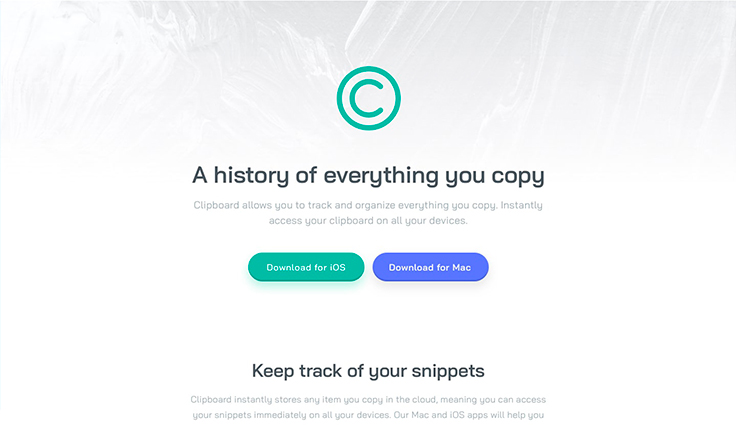 ©
A history of everything you copy
Clipboard allows you to track and organize everything you copy. Instantly
access your clipboard on all your devices.
Download for iOS
Download for Mac
Keep track of your snippets
Clipboard instantly stores any item you copy in the cloud, meaning you can access
your snippets immediately on all your devices. Our Mac and iOS apps will help you